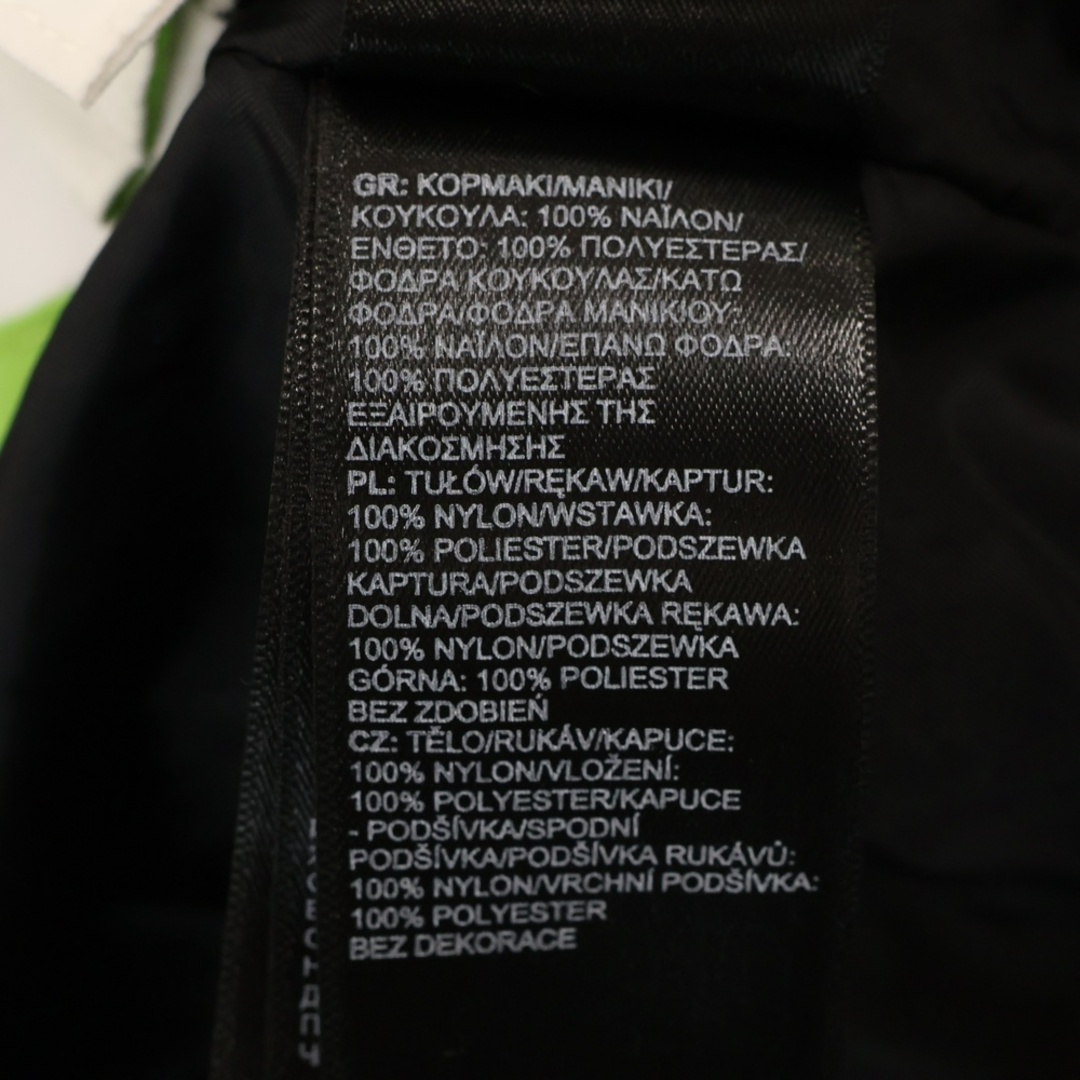 GR: ΚΟΡΜΑΚΙ/ΜΑΝΙΚΙ/
ΚΟΥΚΟΥΛΑ: 100% ΝΑΪΛΟΝ/
ΕΝΘΕΤΟ: 100% ΠΟΛΥΕΣΤΕΡΑΣ/
ΦΟΔΡΑ ΚΟΥΚΟΥΛΑΣ/ΚΑΤΩ
ΦΟΔΡΑ/ΦΟΔΡΑ ΜΑΝΙΚΙΟΥ:
100% ΝΑΪΛΟΝ/ΕΠΑΝΩ ΦΟΔΡΑ:
100% ΠΟΛΥΕΣΤΕΡΑΣ
ΕΞΑΙΡΟΥΜΕΝΗΣ ΤΗΣ
ΔΙΑΚΟΣΜΗΣΗΣ
PL: TUŁÓW/RĘKAW/KAPTUR:
100% NYLON/WSTAWKA:
100% POLIESTER/PODSZEWKA
KAPTURA/PODSZEWKA
DOLNA/PODSZEWKA RĘKAWA:
100% NYLON/PODSZEWKA
GÓRNA: 100% POLIESTER
BEZ ZDOBIEŃ
CZ: TĚLO/RUKÁV/KAPUCE:
100% NYLON/VLOŽENÍ:
100% POLYESTER/KAPUCE
- PODŠÍVKA/SPODNÍ
PODŠÍVKA/PODŠÍVKA RUKÁVŮ:
100% NYLON/VRCHNÍ PODŠÍVKA:
100% POLYESTER
BEZ DEKORACE